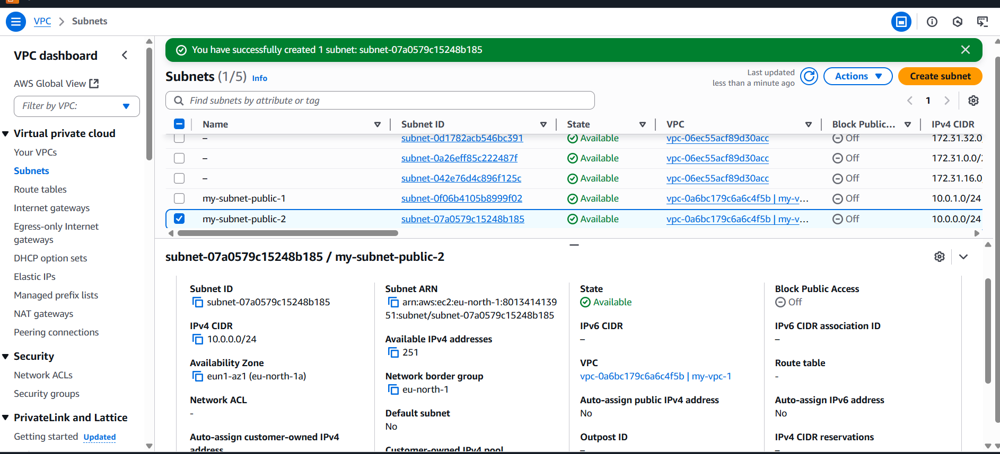 VPC > Subnets
VPC dashboard
AWS Global View
Filter by VPC:
Virtual private cloud
Your VPCs
Subnets
Route tables
Internet gateways
Egress-only Internet
gateways
DHCP option sets
Elastic IPs
Managed prefix lists
NAT gateways
Peering connections
Security
Network ACLs
Security groups
PrivateLink and Lattice
Getting started Updated
You have successfully created 1 subnet: subnet-07a0579c15248b185
Subnets (1/5) Info
Last updated
less than a minute ago
Actions
Create subnet
Find subnets by attribute or tag
1
Name Subnet ID State VPC Block Public... IPv4 CIDR
– subnet-0d1782acb546bc391 Available vpc-06ec55acf89d30acc Off 172.31.32.0
– subnet-0a26eff85c222487f Available vpc-06ec55acf89d30acc Off 172.31.0.0/
– subnet-042e76d4c896f125c Available vpc-06ec55acf89d30acc Off 172.31.16.0
my-subnet-public-1 subnet-0f06b4105b8999f02 Available vpc-0a6bc179c6a6c4f5b | my-v... Off 10.0.1.0/24
my-subnet-public-2 subnet-07a0579c15248b185 Available vpc-0a6bc179c6a6c4f5b | my-v... Off 10.0.0.0/24
subnet-07a0579c15248b185 / my-subnet-public-2
Subnet ID
subnet-07a0579c15248b185
IPv4 CIDR
10.0.0.0/24
Availability Zone
eun1-az1 (eu-north-1a)
Network ACL
-
Auto-assign customer-owned IPv4
address
Subnet ARN
arn:aws:ec2:eu-north-1:8013414139
51:subnet/subnet-07a0579c15248b185
Available IPv4 addresses
251
Network border group
eu-north-1
Default subnet
No
Customer-owned IPv4 pool
State
Available
IPv6 CIDR
–
VPC
vpc-0a6bc179c6a6c4f5b | my-vpc-1
Auto-assign public IPv4 address
No
Outpost ID
–
Block Public Access
Off
IPv6 CIDR association ID
–
Route table
-
Auto-assign IPv6 address
No
IPv4 CIDR reservations
–